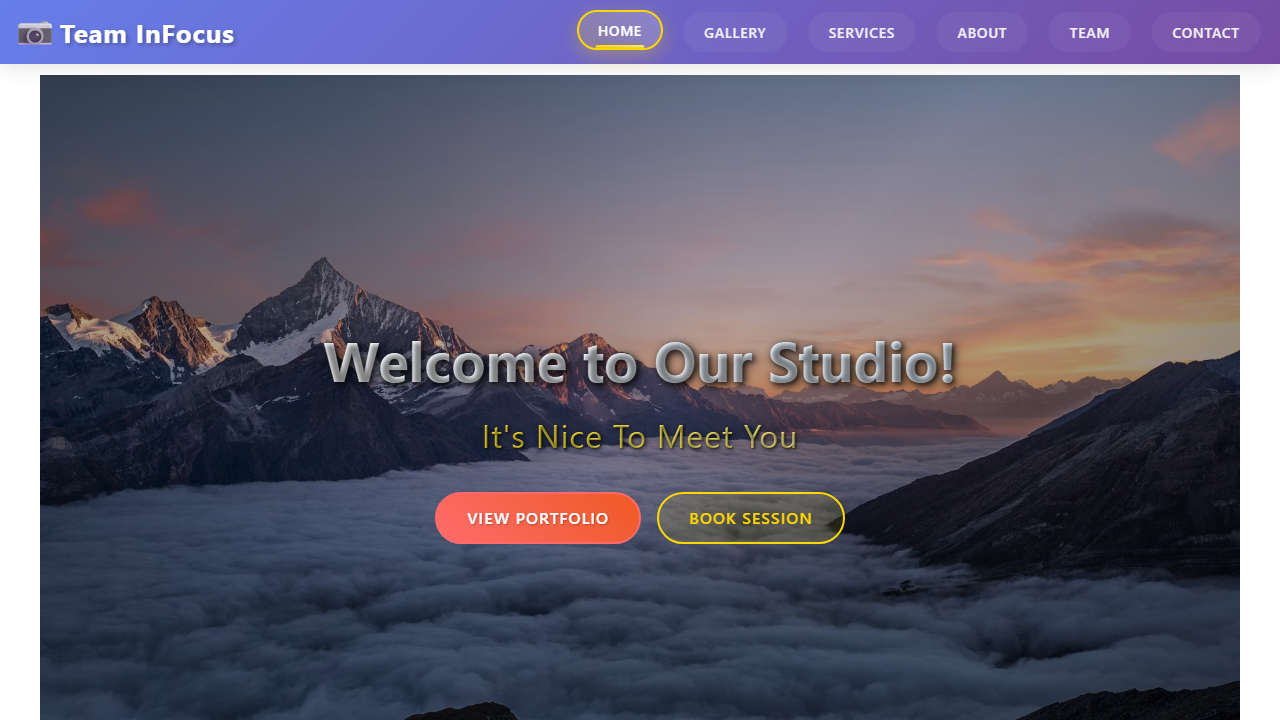 Team InFocus
HOME GALLERY SERVICES ABOUT TEAM CONTACT
Welcome to Our Studio!
It's Nice To Meet You
VIEW PORTFOLIO BOOK SESSION